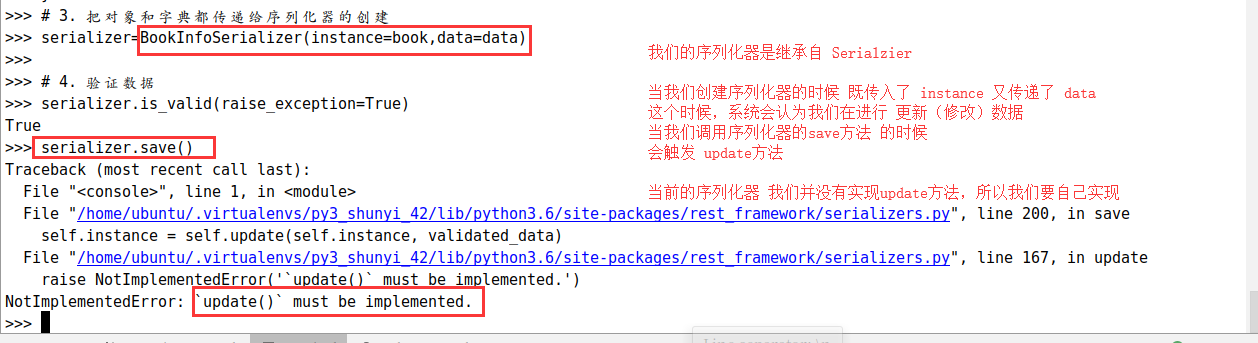 >>> # 3. 把对象和字典都传递给序列化器的创建
>>> serializer=BookInfoSerializer(instance=book,data=data)
>>>
>>> # 4. 验证数据
>>> serializer.is_valid(raise_exception=True)
True
>>> serializer.save()
Traceback (most recent call last):
  File "<console>", line 1, in <module>
  File "/home/ubuntu/.virtualenvs/py3_shunyi_42/lib/python3.6/site-packages/rest_framework/serializers.py", line 200, in save
    self.instance = self.update(self.instance, validated_data)
  File "/home/ubuntu/.virtualenvs/py3_shunyi_42/lib/python3.6/site-packages/rest_framework/serializers.py", line 167, in update
    raise NotImplementedError('`update()` must be implemented.')
NotImplementedError: `update()` must be implemented.
>>>
我们的序列化器是继承自 Serialzier
当我们创建序列化器的时候 既传入了 instance 又传递了 data
这个时候，系统会认为我们在进行 更新（修改）数据
当我们调用序列化器的save方法 的时候
会触发 update方法
当前的序列化器 我们并没有实现update方法，所以我们要自己实现